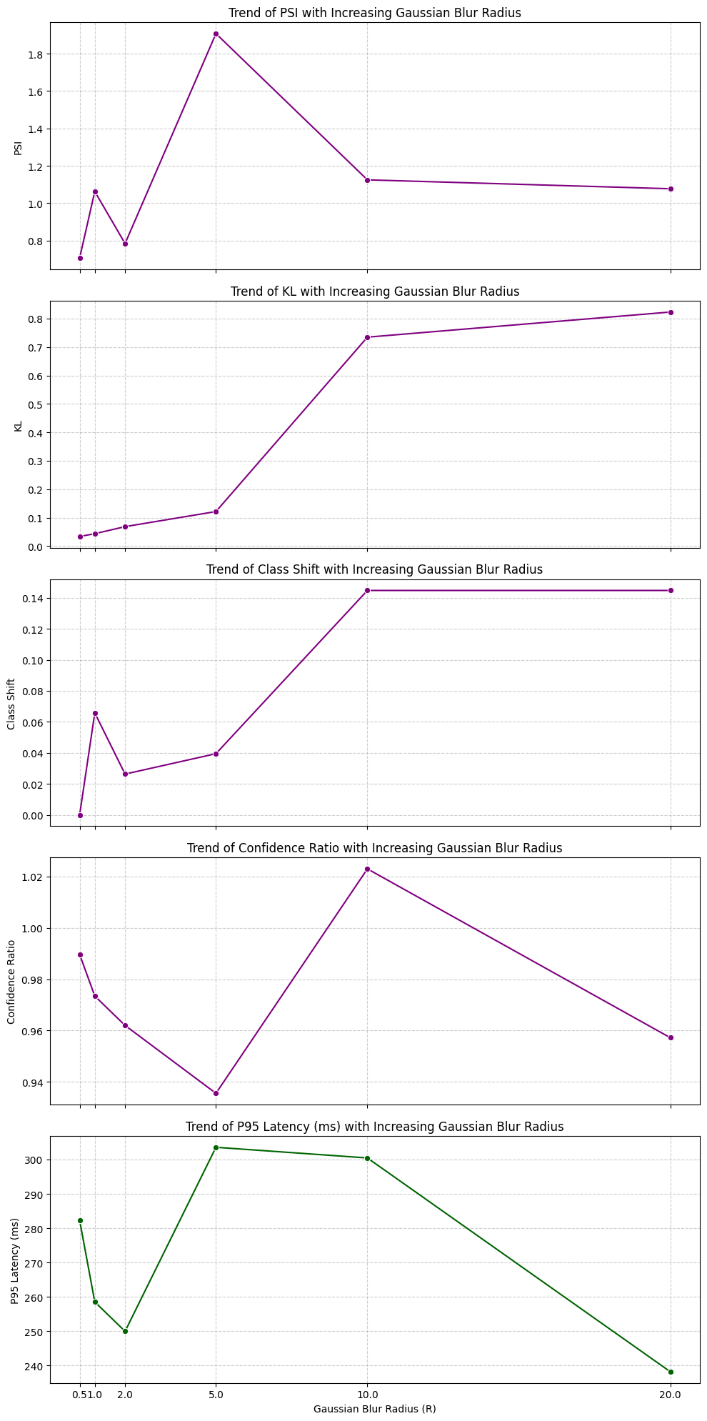 Trend of PSI with Increasing Gaussian Blur Radius
1.8
1.6
1.4
1.2
1.0
0.8
PSI
Trend of KL with Increasing Gaussian Blur Radius
0.8
0.7
0.6
0.5
0.4
0.3
0.2
0.1
0.0
KL
Trend of Class Shift with Increasing Gaussian Blur Radius
0.14
0.12
0.10
0.08
0.06
0.04
0.02
0.00
Class Shift
Trend of Confidence Ratio with Increasing Gaussian Blur Radius
1.02
1.00
0.98
0.96
0.94
Confidence Ratio
Trend of P95 Latency (ms) with Increasing Gaussian Blur Radius
300
290
280
270
260
250
240
P95 Latency (ms)
0.5 1.0 2.0 5.0 10.0 20.0
Gaussian Blur Radius (R)